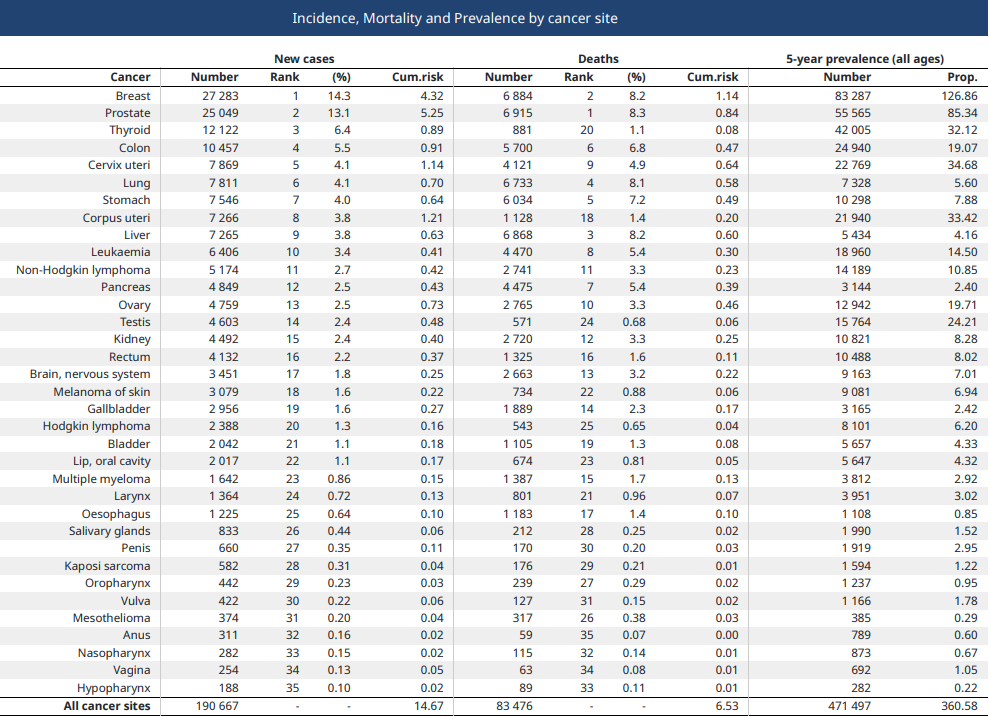 Incidence, Mortality and Prevalence by cancer site
New cases Deaths 5-year prevalence (all ages)
Cancer Number Rank (%) Cum.risk Number Rank (%) Cum.risk Number Prop.
Breast 27 283 1 14.3 4.32 6 884 2 8.2 1.14 83 287 126.86
Prostate 25 049 2 13.1 5.25 6 915 1 8.3 0.84 55 565 85.34
Thyroid 12 122 3 6.4 0.89 881 20 1.1 0.08 42 005 32.12
Colon 10 457 4 5.5 0.91 5 700 6 6.8 0.47 24 940 19.07
Cervix uteri 7 869 5 4.1 1.14 4 121 9 4.9 0.64 22 769 34.68
Lung 7 811 6 4.1 0.70 6 733 4 8.1 0.58 7 328 5.60
Stomach 7 546 7 4.0 0.64 6 034 5 7.2 0.49 10 298 7.88
Corpus uteri 7 266 8 3.8 1.21 1 128 18 1.4 0.20 21 940 33.42
Liver 7 265 9 3.8 0.63 6 868 3 8.2 0.60 5 434 4.16
Leukaemia 6 406 10 3.4 0.41 4 470 8 5.4 0.30 18 960 14.50
Non-Hodgkin lymphoma 5 174 11 2.7 0.42 2 741 11 3.3 0.23 14 189 10.85
Pancreas 4 849 12 2.5 0.43 4 475 7 5.4 0.39 3 144 2.40
Ovary 4 759 13 2.5 0.73 2 765 10 3.3 0.46 12 942 19.71
Testis 4 603 14 2.4 0.48 571 24 0.68 0.06 15 764 24.21
Kidney 4 492 15 2.4 0.40 2 720 12 3.3 0.25 10 821 8.28
Rectum 4 132 16 2.2 0.37 1 325 16 1.6 0.11 10 488 8.02
Brain, nervous system 3 451 17 1.8 0.25 2 663 13 3.2 0.22 9 163 7.01
Melanoma of skin 3 079 18 1.6 0.22 734 22 0.88 0.06 9 081 6.94
Gallbladder 2 956 19 1.6 0.27 1 889 14 2.3 0.17 3 165 2.42
Hodgkin lymphoma 2 388 20 1.3 0.16 543 25 0.65 0.04 8 101 6.20
Bladder 2 042 21 1.1 0.18 1 105 19 1.3 0.08 5 657 4.33
Lip, oral cavity 2 017 22 1.1 0.17 674 23 0.81 0.05 5 647 4.32
Multiple myeloma 1 642 23 0.86 0.15 1 387 15 1.7 0.13 3 812 2.92
Larynx 1 364 24 0.72 0.13 801 21 0.96 0.07 3 951 3.02
Oesophagus 1 225 25 0.64 0.10 1 183 17 1.4 0.10 1 108 0.85
Salivary glands 833 26 0.44 0.06 212 28 0.25 0.02 1 990 1.52
Penis 660 27 0.35 0.11 170 30 0.20 0.03 1 919 2.95
Kaposi sarcoma 582 28 0.31 0.04 176 29 0.21 0.01 1 594 1.22
Oropharynx 442 29 0.23 0.03 239 27 0.29 0.02 1 237 0.95
Vulva 422 30 0.22 0.06 127 31 0.15 0.02 1 166 1.78
Mesothelioma 374 31 0.20 0.04 317 26 0.38 0.03 385 0.29
Anus 311 32 0.16 0.02 59 35 0.07 0.00 789 0.60
Nasopharynx 282 33 0.15 0.02 115 32 0.14 0.01 873 0.67
Vagina 254 34 0.13 0.05 63 34 0.08 0.01 692 1.05
Hypopharynx 188 35 0.10 0.02 89 33 0.11 0.01 282 0.22
All cancer sites 190 667 - - 14.67 83 476 - - 6.53 471 497 360.58